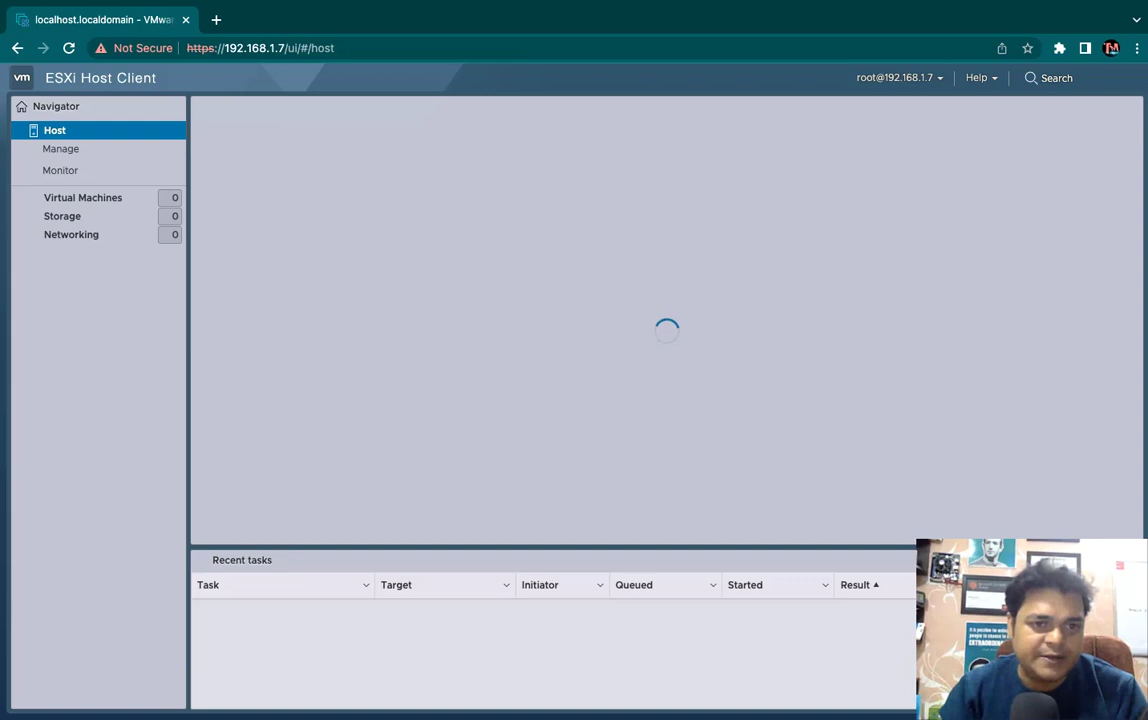 localhost.localdomain - VMwa
Not Secure
https://192.168.1.7/ui/#/host
TM
vm ESXi Host Client
root@192.168.1.7
Help
Search
Navigator
Host
Manage
Monitor
Virtual Machines 0
Storage 0
Networking 0
Recent tasks
Task Target Initiator Queued Started Result
EXTRAORDINA